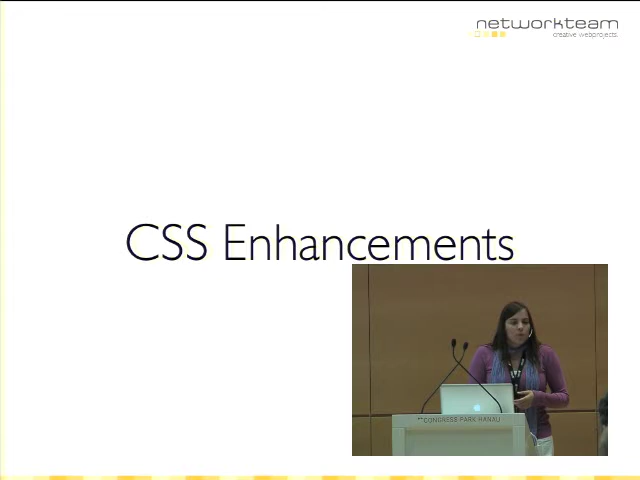 networkteam
creative webprojects.
CSS Enhancements
CONGRESS PARK HANAU